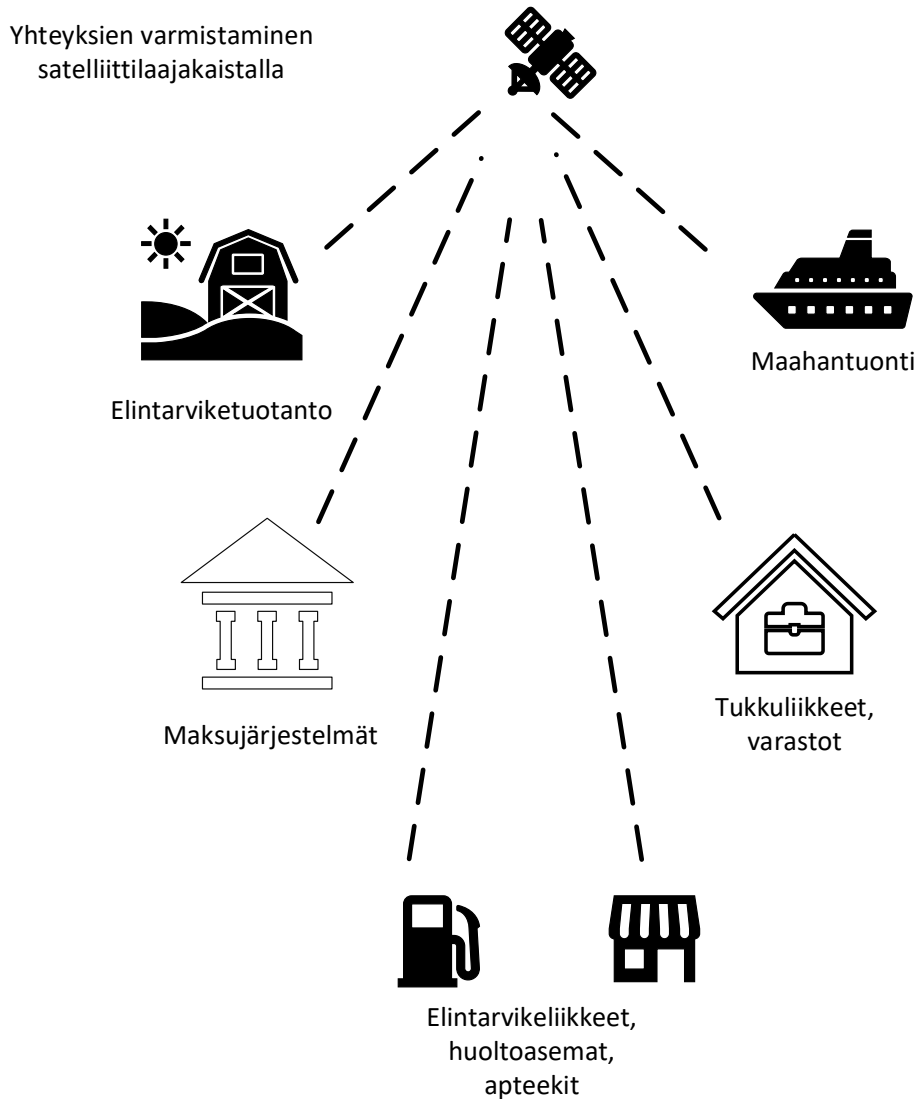 Yhteyksien varmistaminen
satelliittilaajakaistalla
Elintarviketuotanto
Maahantuonti
Maksujärjestelmät
Tukkuliikkeet,
varastot
Elintarvikeliikkeet,
huoltoasemat,
apteekit